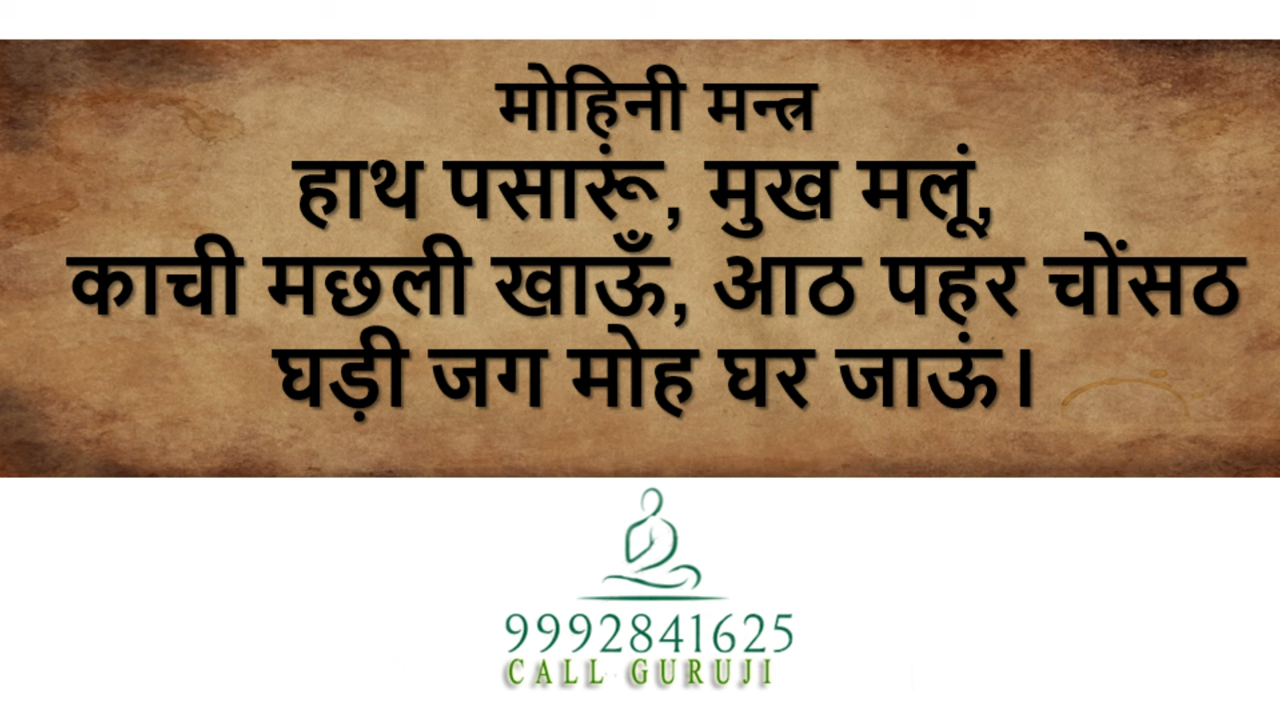 मोहिनी मन्त्र
हाथ पसारूं, मुख मलूं,
काची मछली खाऊँ, आठ पहर चोंसठ
घड़ी जग मोह घर जाऊं।
9992841625
CALL GURUJI